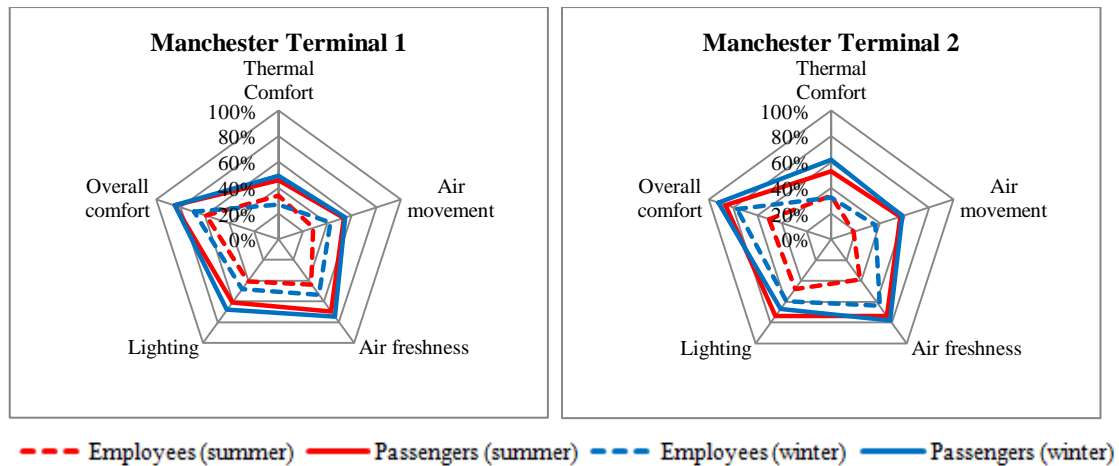 Manchester Terminal 1
Thermal
Comfort
100%
80%
60%
40%
20%
0%
Overall
comfort
Air
movement
Lighting
Air freshness
Manchester Terminal 2
Thermal
Comfort
100%
80%
60%
40%
20%
0%
Overall
comfort
Air
movement
Lighting
Air freshness
Employees (summer) Passengers (summer) Employees (winter) Passengers (winter)